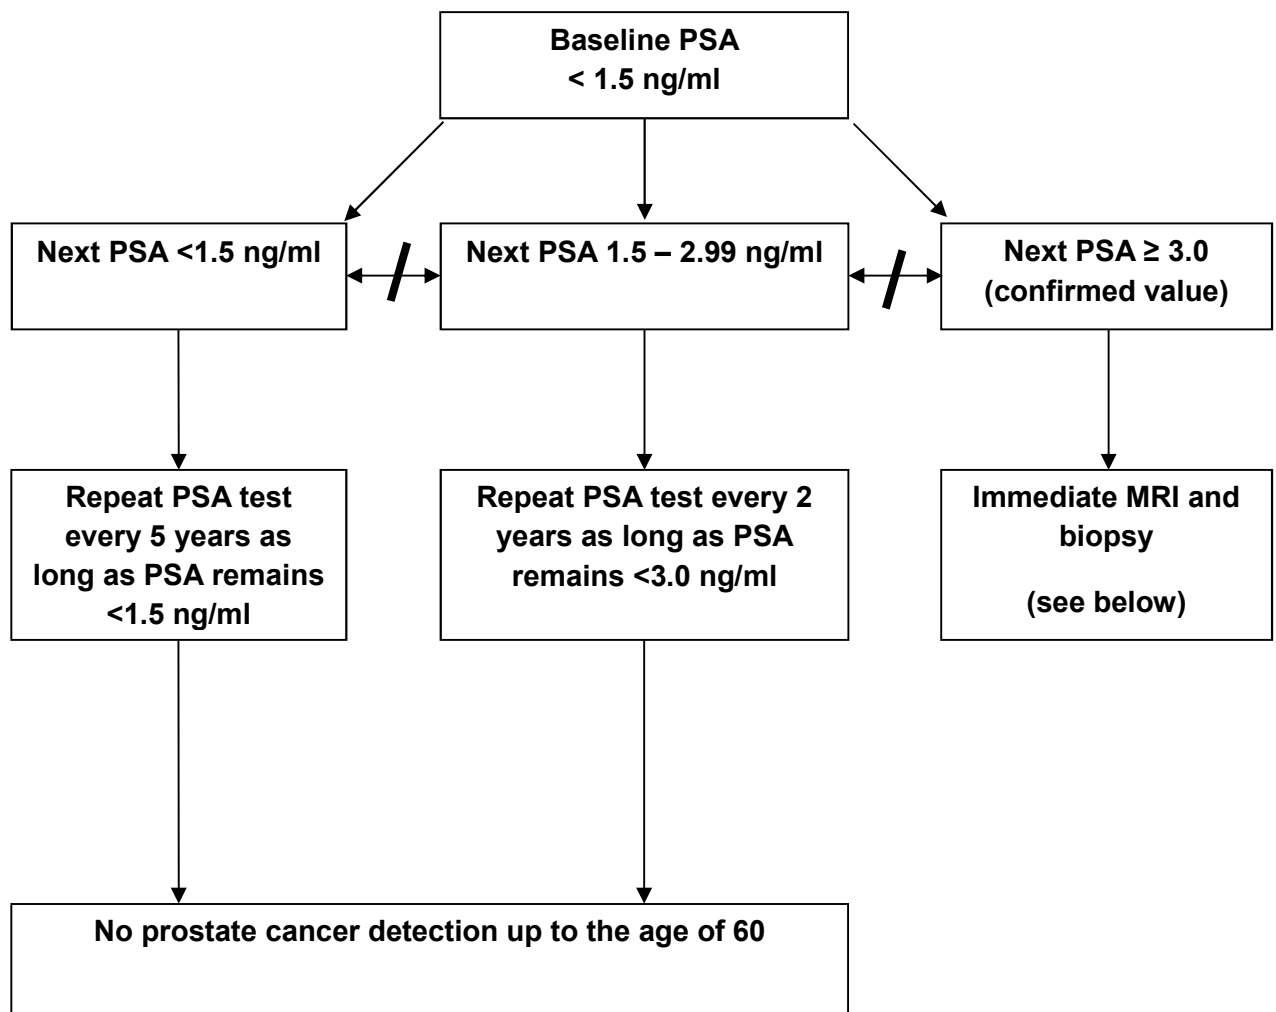 Baseline PSA
< 1.5 ng/ml
Next PSA <1.5 ng/ml
Next PSA 1.5 – 2.99 ng/ml
Next PSA ≥ 3.0
(confirmed value)
Repeat PSA test
every 5 years as
long as PSA remains
<1.5 ng/ml
Repeat PSA test every 2
years as long as PSA
remains <3.0 ng/ml
Immediate MRI and
biopsy
(see below)
No prostate cancer detection up to the age of 60